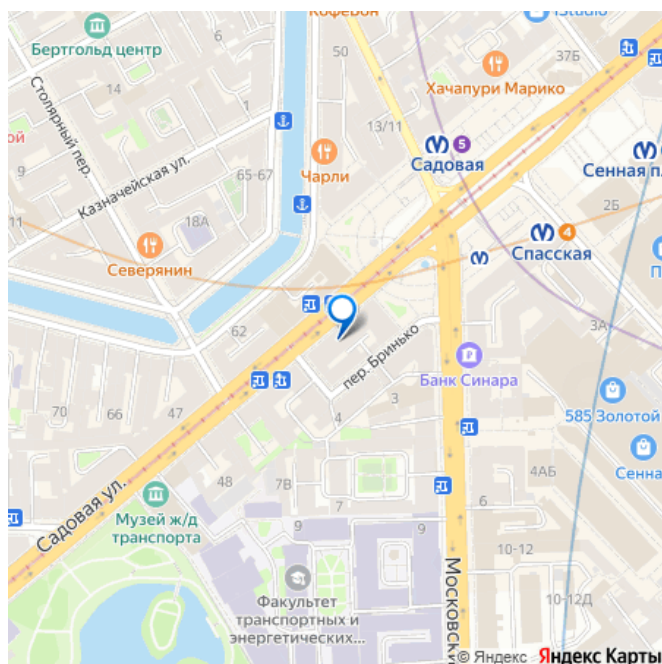 Кофебон
iStudio
Бертгольд центр
50
37Б
Хачапури Марико
14
Столярный пер.
13/11
5
Садовая
ой
9
Казначейская ул.
65-67
Чарли
Сенная пл
11
18А
2Б
4
Спасская
Северянин
П
62
3А
пер. Бринько
Банк Синара
585 Золотой
70
66
47
4
3
Сенна
48
7В
4АБ
Садовая ул.
Музей ж/д
транспорта
9
9
6
10-12
Факультет
транспортных и
энергетических...
10-12Д
Московский
© Яндекс Яндекс Карты